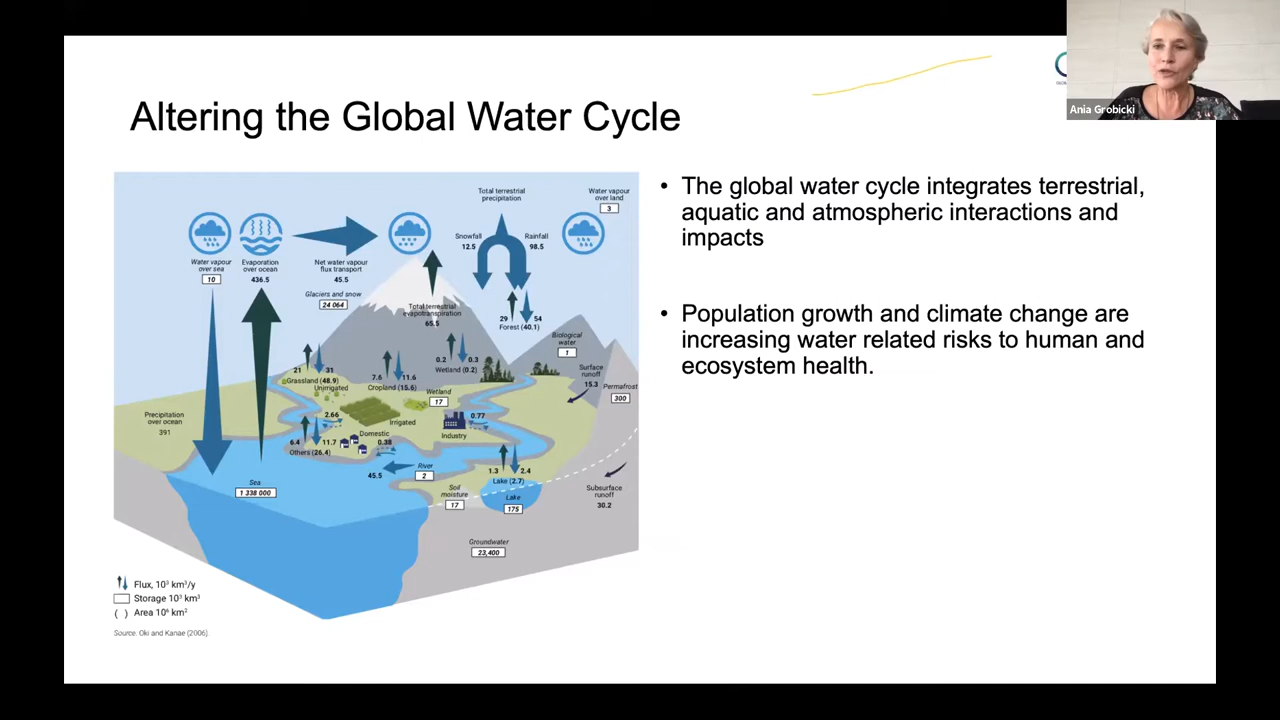 Ania Grobicki
Altering the Global Water Cycle
Total terrestrial
precipitation
Water vapour
over land
3
Snowfall
12.5
Rainfall
98.5
Water vapour
over sea
10
Evaporation
over ocean
436.5
Net water vapour
flux transport
45.5
Glaciers and snow
24 064
Total terrestrial
evapotranspiration
65.5
29
54
Forest (40.1)
Biological
water
1
Surface
runoff
15.3
Permafrost
300
21
31
Grassland (48.9)
Unirrigated
7.6
11.6
Cropland (15.6)
0.2
0.3
Wetland (0.2)
Wetland
17
Precipitation
over ocean
391
2.66
Irrigated
0.77
Industry
6.4
11.7
Others (26.4)
Domestic
0.38
45.5
River
2
1.3
2.4
Lake (2.7)
Sea
1 338 000
Soil
moisture
17
Lake
175
Subsurface
runoff
30.2
Groundwater
23,400
Flux, 10³ km³/y
Storage 10³ km³
( ) Area 10⁶ km²
Source: Oki and Kanae (2006).
• The global water cycle integrates terrestrial,
aquatic and atmospheric interactions and
impacts
• Population growth and climate change are
increasing water related risks to human and
ecosystem health.